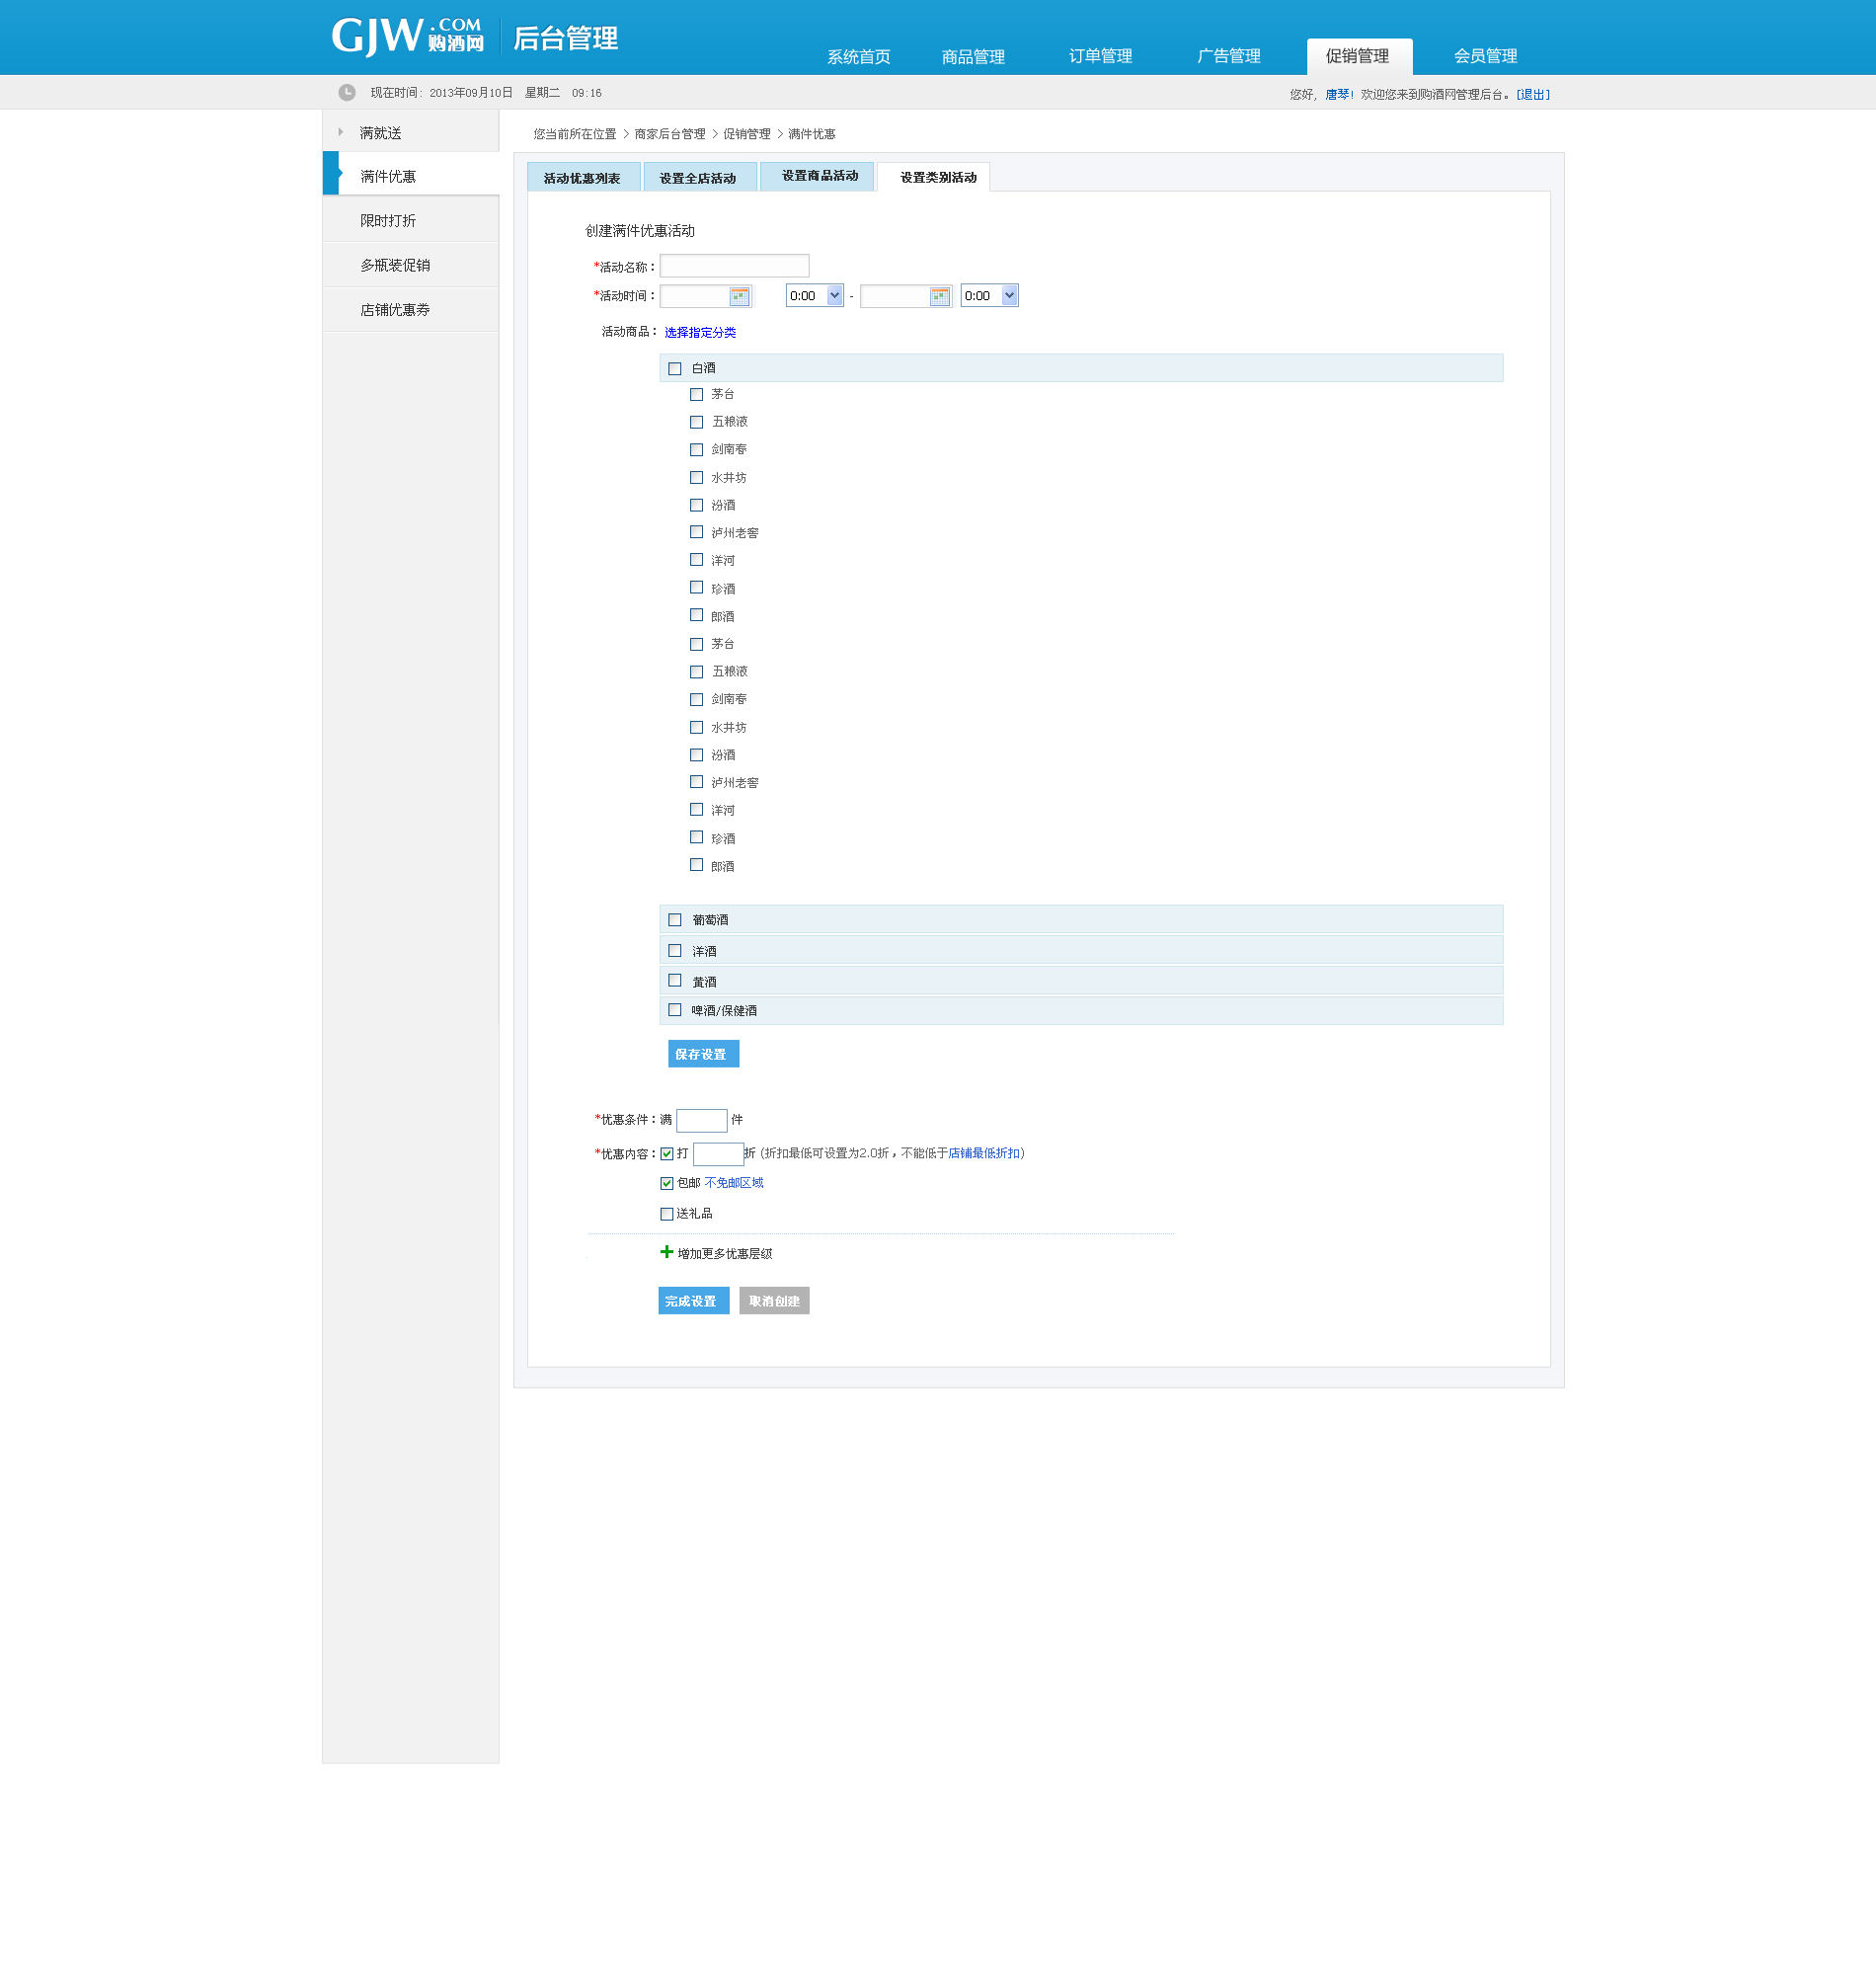 GJW.COM 购酒网 后台管理
系统首页 商品管理 订单管理 广告管理 促销管理 会员管理
现在时间: 2013年09月10日 星期二 09:16
您好, 唐琴! 欢迎您来到购酒网管理后台。[退出]
满就送
满件优惠
限时打折
多瓶装促销
店铺优惠券
您当前所在位置 > 商家后台管理 > 促销管理 > 满件优惠
活动优惠列表 设置全店活动 设置商品活动 设置类别活动
创建满件优惠活动
*活动名称：
*活动时间： 0:00 - 0:00
活动商品： 选择指定分类
白酒
茅台
五粮液
剑南春
水井坊
汾酒
泸州老窖
洋河
珍酒
郎酒
茅台
五粮液
剑南春
水井坊
汾酒
泸州老窖
洋河
珍酒
郎酒
葡萄酒
洋酒
黄酒
啤酒/保健酒
保存设置
*优惠条件：满 件
*优惠内容： 打 折 (折扣最低可设置为2.0折，不能低于店铺最低折扣)
包邮 不免邮区域
送礼品
增加更多优惠层级
完成设置 取消创建